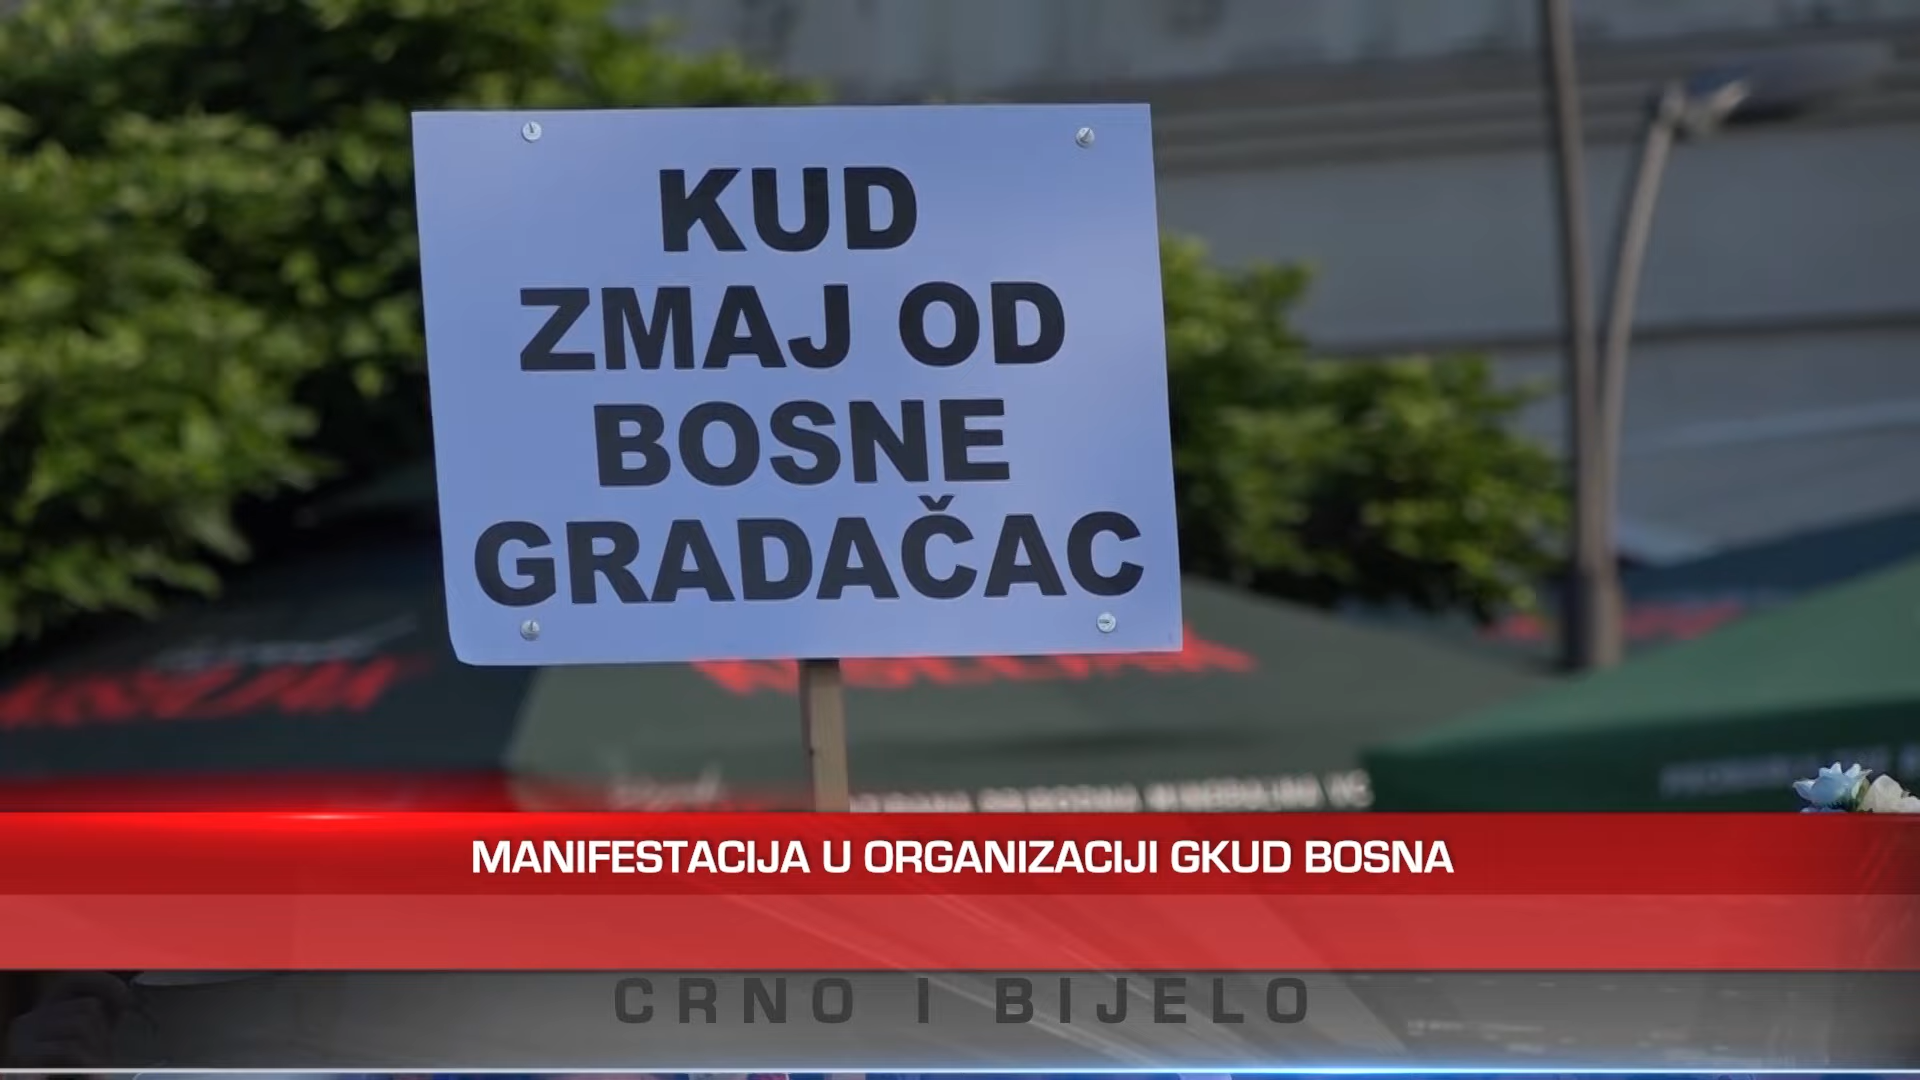 KUD
ZMAJ OD
BOSNE
GRADAČAC
MANIFESTACIJA U ORGANIZACIJI GKUD BOSNA
CRNO I BIJELO